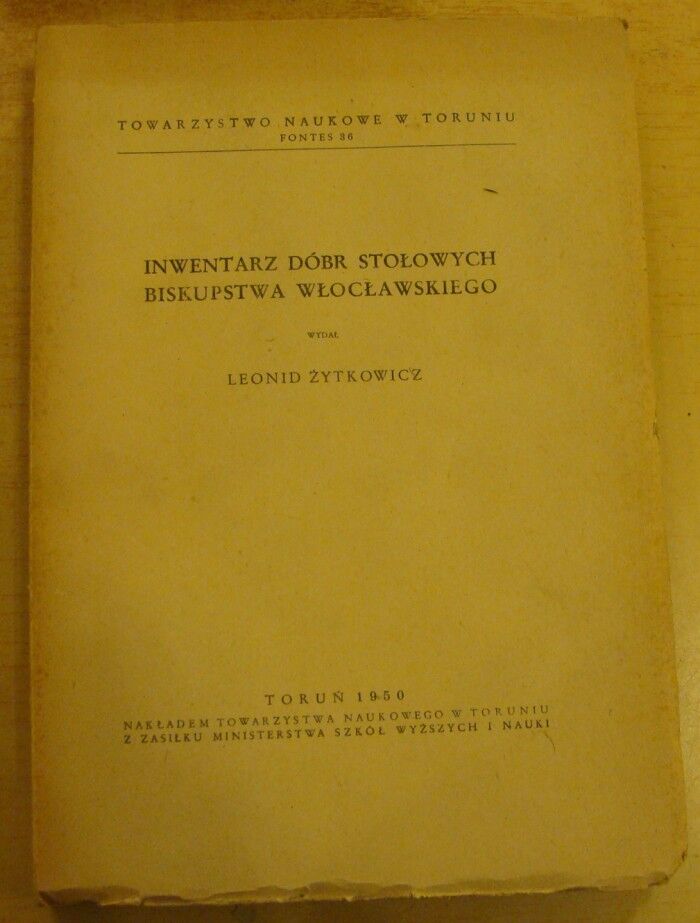 TOWARZYSTWO NAUKOWE W TORUNIU
FONTES 36
INWENTARZ DÓBR STOŁOWYCH
BISKUPSTWA WŁOCŁAWSKIEGO
WYDAŁ
LEONID ŻYTKOWICZ
TORUŃ 1950
NAKŁADEM TOWARZYSTWA NAUKOWEGO W TORUNIU
Z ZASIŁKU MINISTERSTWA SZKÓŁ WYŻSZYCH I NAUKI